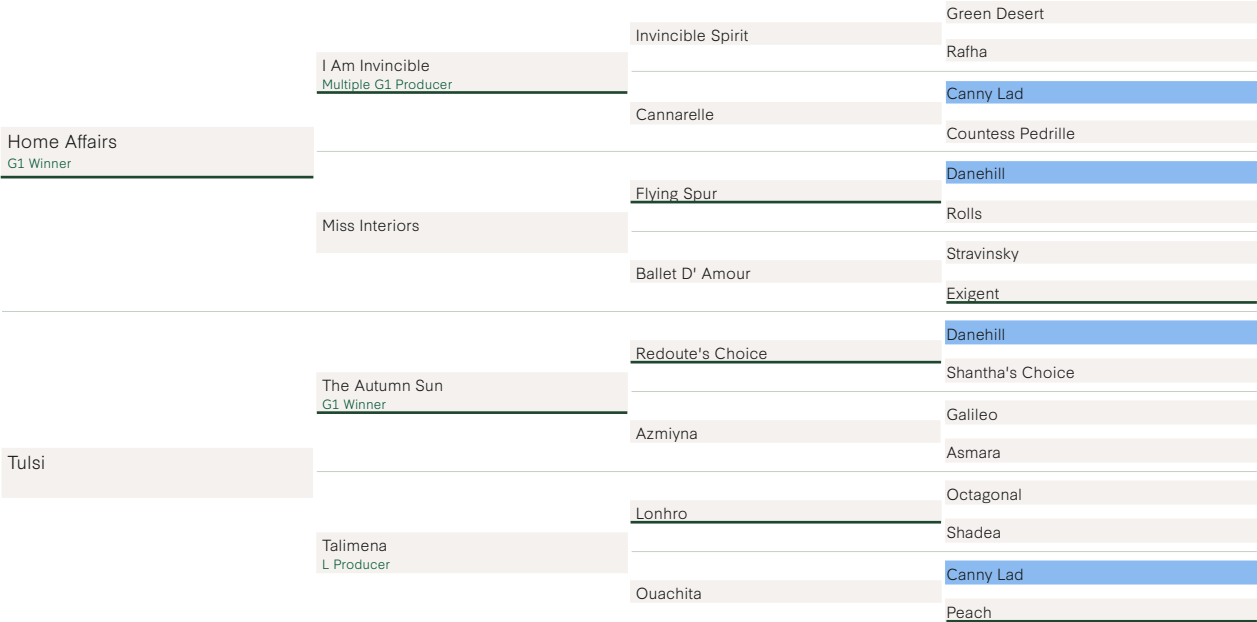 Home Affairs
G1 Winner
Tulsi
I Am Invincible
Multiple G1 Producer
Miss Interiors
The Autumn Sun
G1 Winner
Talimena
L Producer
Invincible Spirit
Cannarelle
Flying Spur
Ballet D' Amour
Redoute's Choice
Azmiyna
Lonhro
Ouachita
Green Desert
Rafha
Canny Lad
Countess Pedrille
Danehill
Rolls
Stravinsky
Exigent
Danehill
Shantha's Choice
Galileo
Asmara
Octagonal
Shadea
Canny Lad
Peach